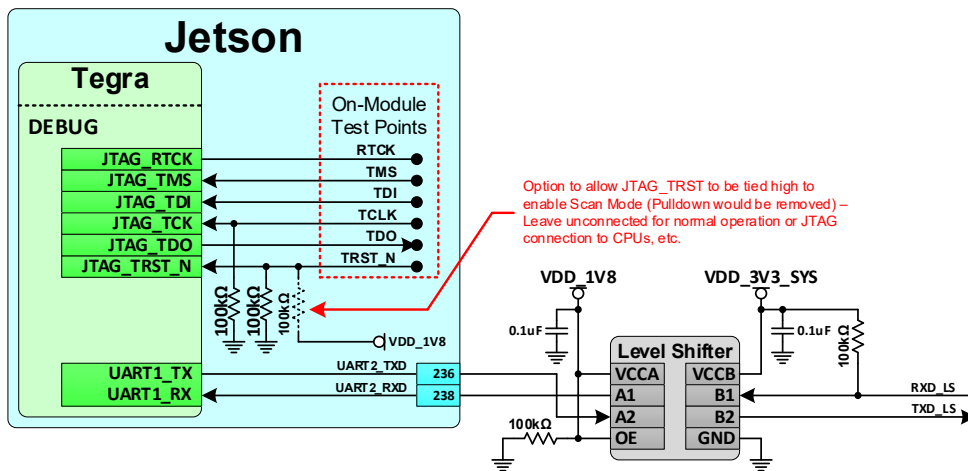 Jetson
Tegra
DEBUG
On-Module
Test Points
JTAG_RTCK
RTCK
JTAG_TMS
TMS
JTAG_TDI
TDI
JTAG_TCK
TCLK
JTAG_TDO
TDO
JTAG_TRST_N
TRST_N
100kΩ
100kΩ
100kΩ
VDD_1V8
Option to allow JTAG_TRST to be tied high to
enable Scan Mode (Pulldown would be removed) –
Leave unconnected for normal operation or JTAG
connection to CPUs, etc.
VDD_1V8
VDD_3V3_SYS
0.1uF
0.1uF
100kΩ
Level Shifter
VCCA
VCCB
A1
B1
A2
B2
OE
GND
UART1_TX
UART2_TXD
236
UART1_RX
UART2_RXD
238
RXD_LS
TXD_LS
100kΩ